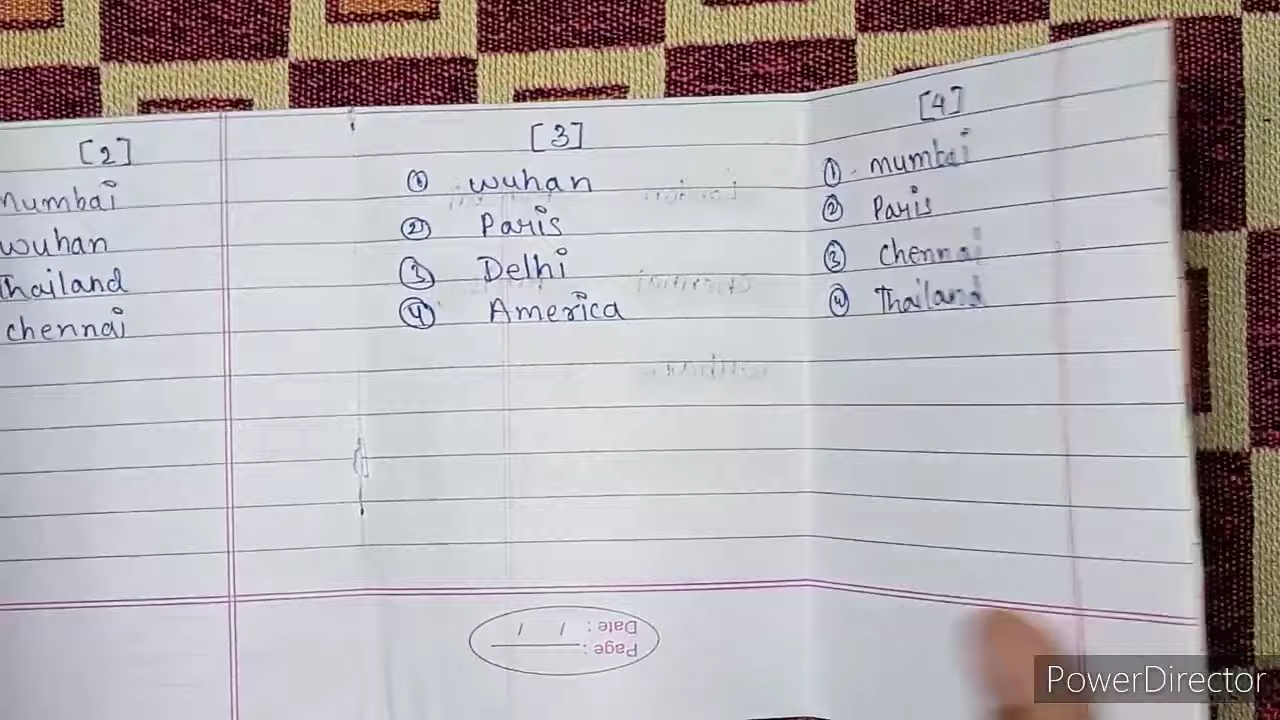 [2]
Mumbai
wuhan
Thailand
chennai
[3]
① wuhan
② Paris
③ Delhi
④ America
[4]
① mumbai
② Paris
③ chennai
④ Thailand
Date : / /
Page :
PowerDirector